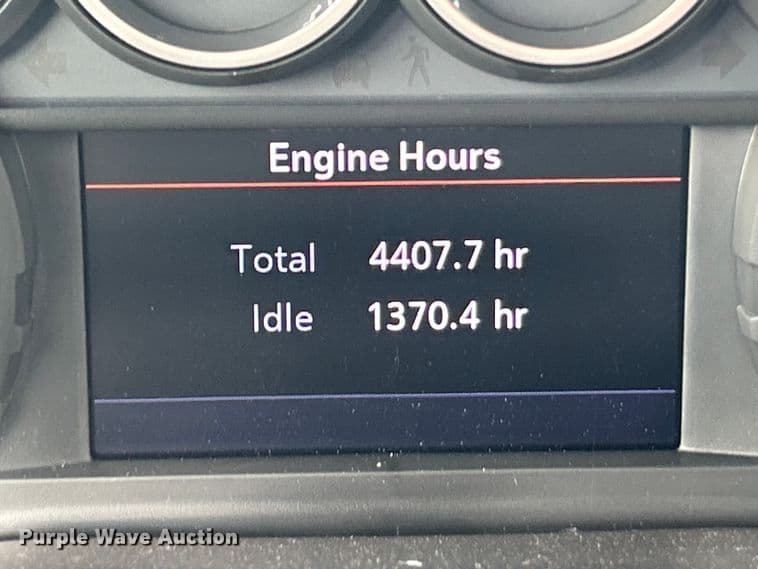 Engine Hours
Total 4407.7 hr
Idle 1370.4 hr
Purple Wave Auction